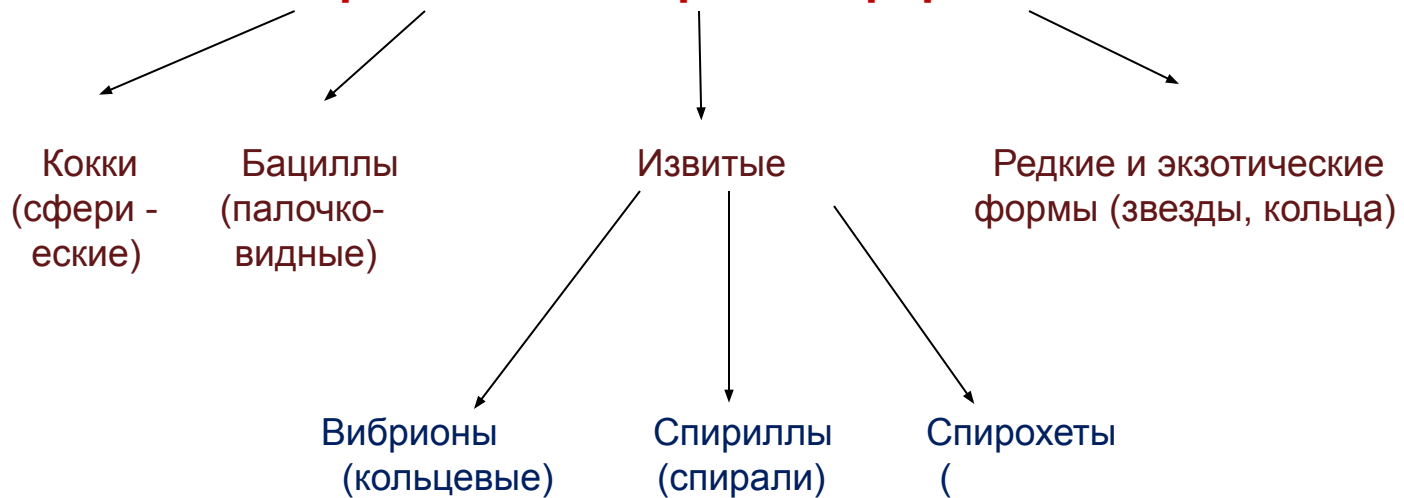 Кокки
(сфери -
еские)
Бациллы
(палочко-
видные)
Извитые
Редкие и экзотические
формы (звезды, кольца)
Вибрионы
(кольцевые)
Спириллы
(спирали)
Спирохеты
(